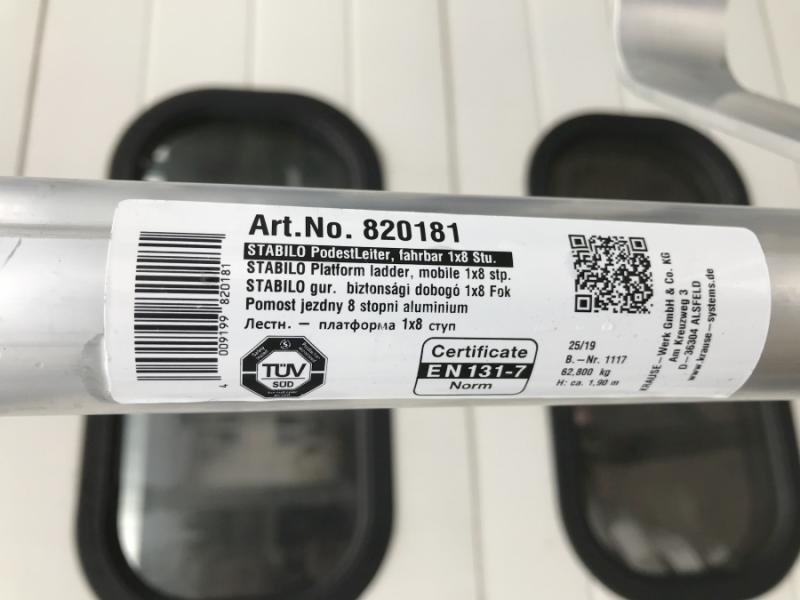 Art.No. 820181
STABILO PodestLeiter, fahrbar 1x8 Stu.
STABILO Platform ladder, mobile 1x8 stp.
STABILO gur. biztonsági dobogó 1x8 Fok
Pomost jezdny 8 stopni aluminium
Лестн. – платформа 1x8 ступ
4 009199 820181
TÜV
SÜD
Certificate
EN 131-7
Norm
25/19
B.-Nr. 1117
62,800 kg
H: ca. 1,90 m
KRAUSE-Werk GmbH & Co. KG
Am Kreuzweg 3
D-36304 ALSFELD
www.krause-systems.de